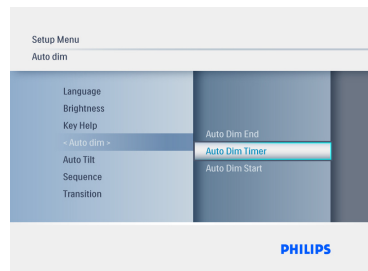 Setup Menu
Auto dim
Language
Brightness
Key Help
« Auto dim »
Auto Tilt
Sequence
Transition
Auto Dim End
Auto Dim Timer
Auto Dim Start
PHILIPS